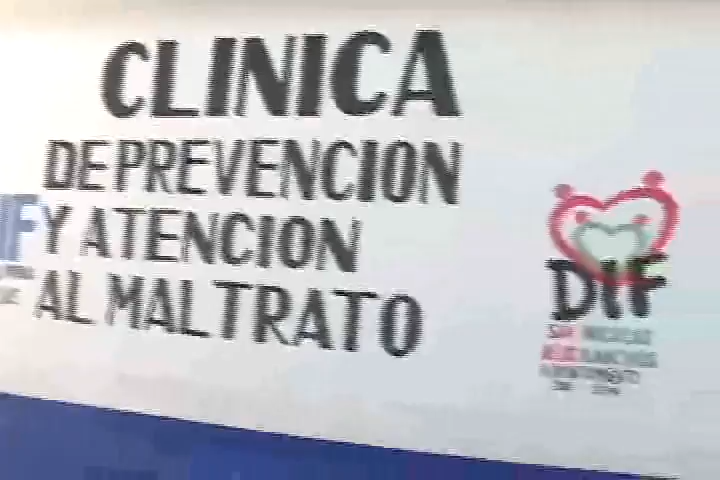 CLINICA
DE PREVENCION
Y ATENCION
AL MALTRATO
DIF